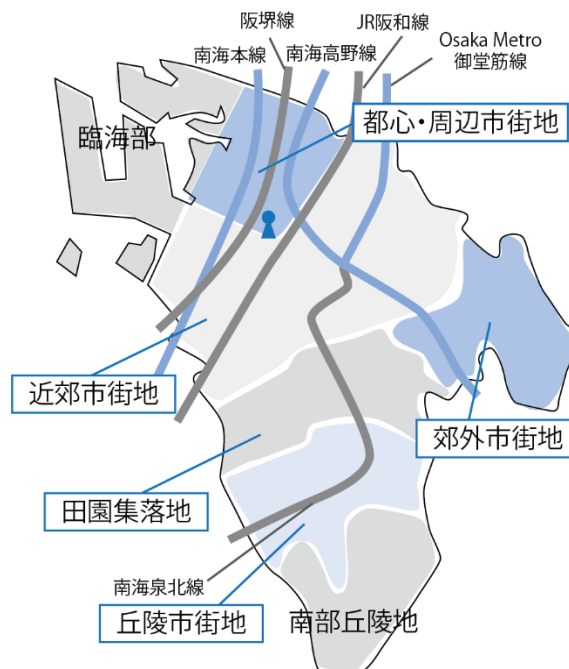 阪堺線
南海本線
南海高野線
JR阪和線
Osaka Metro
御堂筋線
臨海部
都心・周辺市街地
近郊市街地
郊外市街地
田園集落地
南海泉北線
丘陵市街地
南部丘陵地